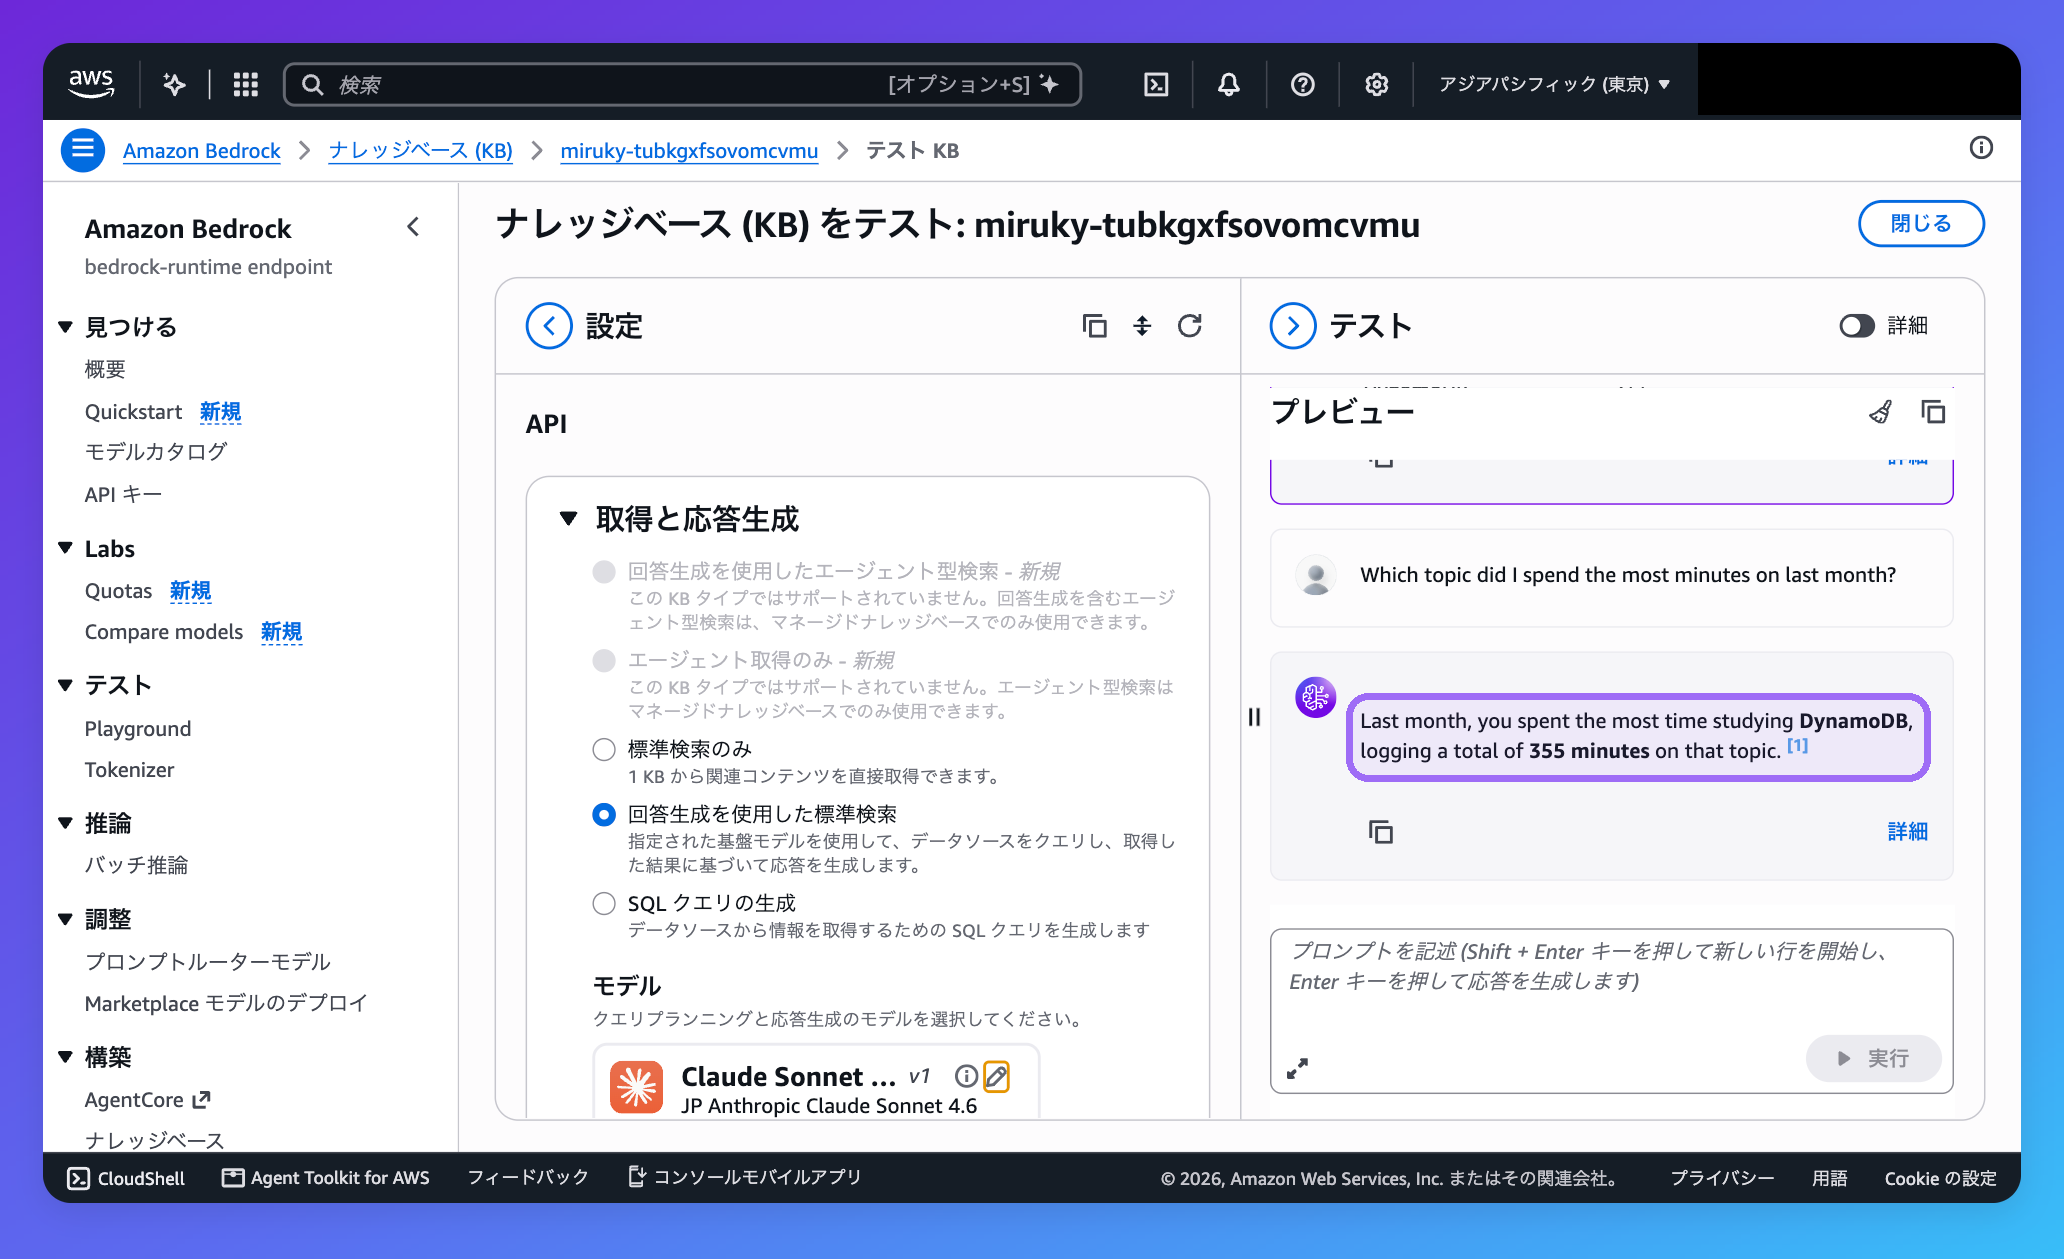 aws
検索
[オプション+S]
アジアパシフィック (東京) ▼
Amazon Bedrock
ナレッジベース (KB)
miruky-tubkgxfsovomcvmu
テスト KB
Amazon Bedrock
bedrock-runtime endpoint
見つける
概要
Quickstart 新規
モデルカタログ
API キー
Labs
Quotas 新規
Compare models 新規
テスト
Playground
Tokenizer
推論
バッチ推論
調整
プロンプトルーターモデル
Marketplace モデルのデプロイ
構築
AgentCore
ナレッジベース
ナレッジベース (KB) をテスト: miruky-tubkgxfsovomcvmu
閉じる
設定
API
取得と応答生成
回答生成を使用したエージェント型検索 - 新規
この KB タイプではサポートされていません。回答生成を含むエージ
ェント型検索は、マネージドナレッジベースでのみ使用できます。
エージェント取得のみ - 新規
この KB タイプではサポートされていません。エージェント型検索は
マネージドナレッジベースでのみ使用できます。
標準検索のみ
1 KB から関連コンテンツを直接取得できます。
回答生成を使用した標準検索
指定された基盤モデルを使用して、データソースをクエリし、取得し
た結果に基づいて応答を生成します。
SQL クエリの生成
データソースから情報を取得するための SQL クエリを生成します
モデル
クエリプランニングと応答生成のモデルを選択してください。
Claude Sonnet ... v1
JP Anthropic Claude Sonnet 4.6
テスト
詳細
プレビュー
Which topic did I spend the most minutes on last month?
Last month, you spent the most time studying DynamoDB,
logging a total of 355 minutes on that topic. [1]
詳細
プロンプトを記述 (Shift + Enter キーを押して新しい行を開始し、
Enter キーを押して応答を生成します)
実行
CloudShell
Agent Toolkit for AWS
フィードバック
コンソールモバイルアプリ
© 2026, Amazon Web Services, Inc. またはその関連会社。
プライバシー
用語
Cookie の設定